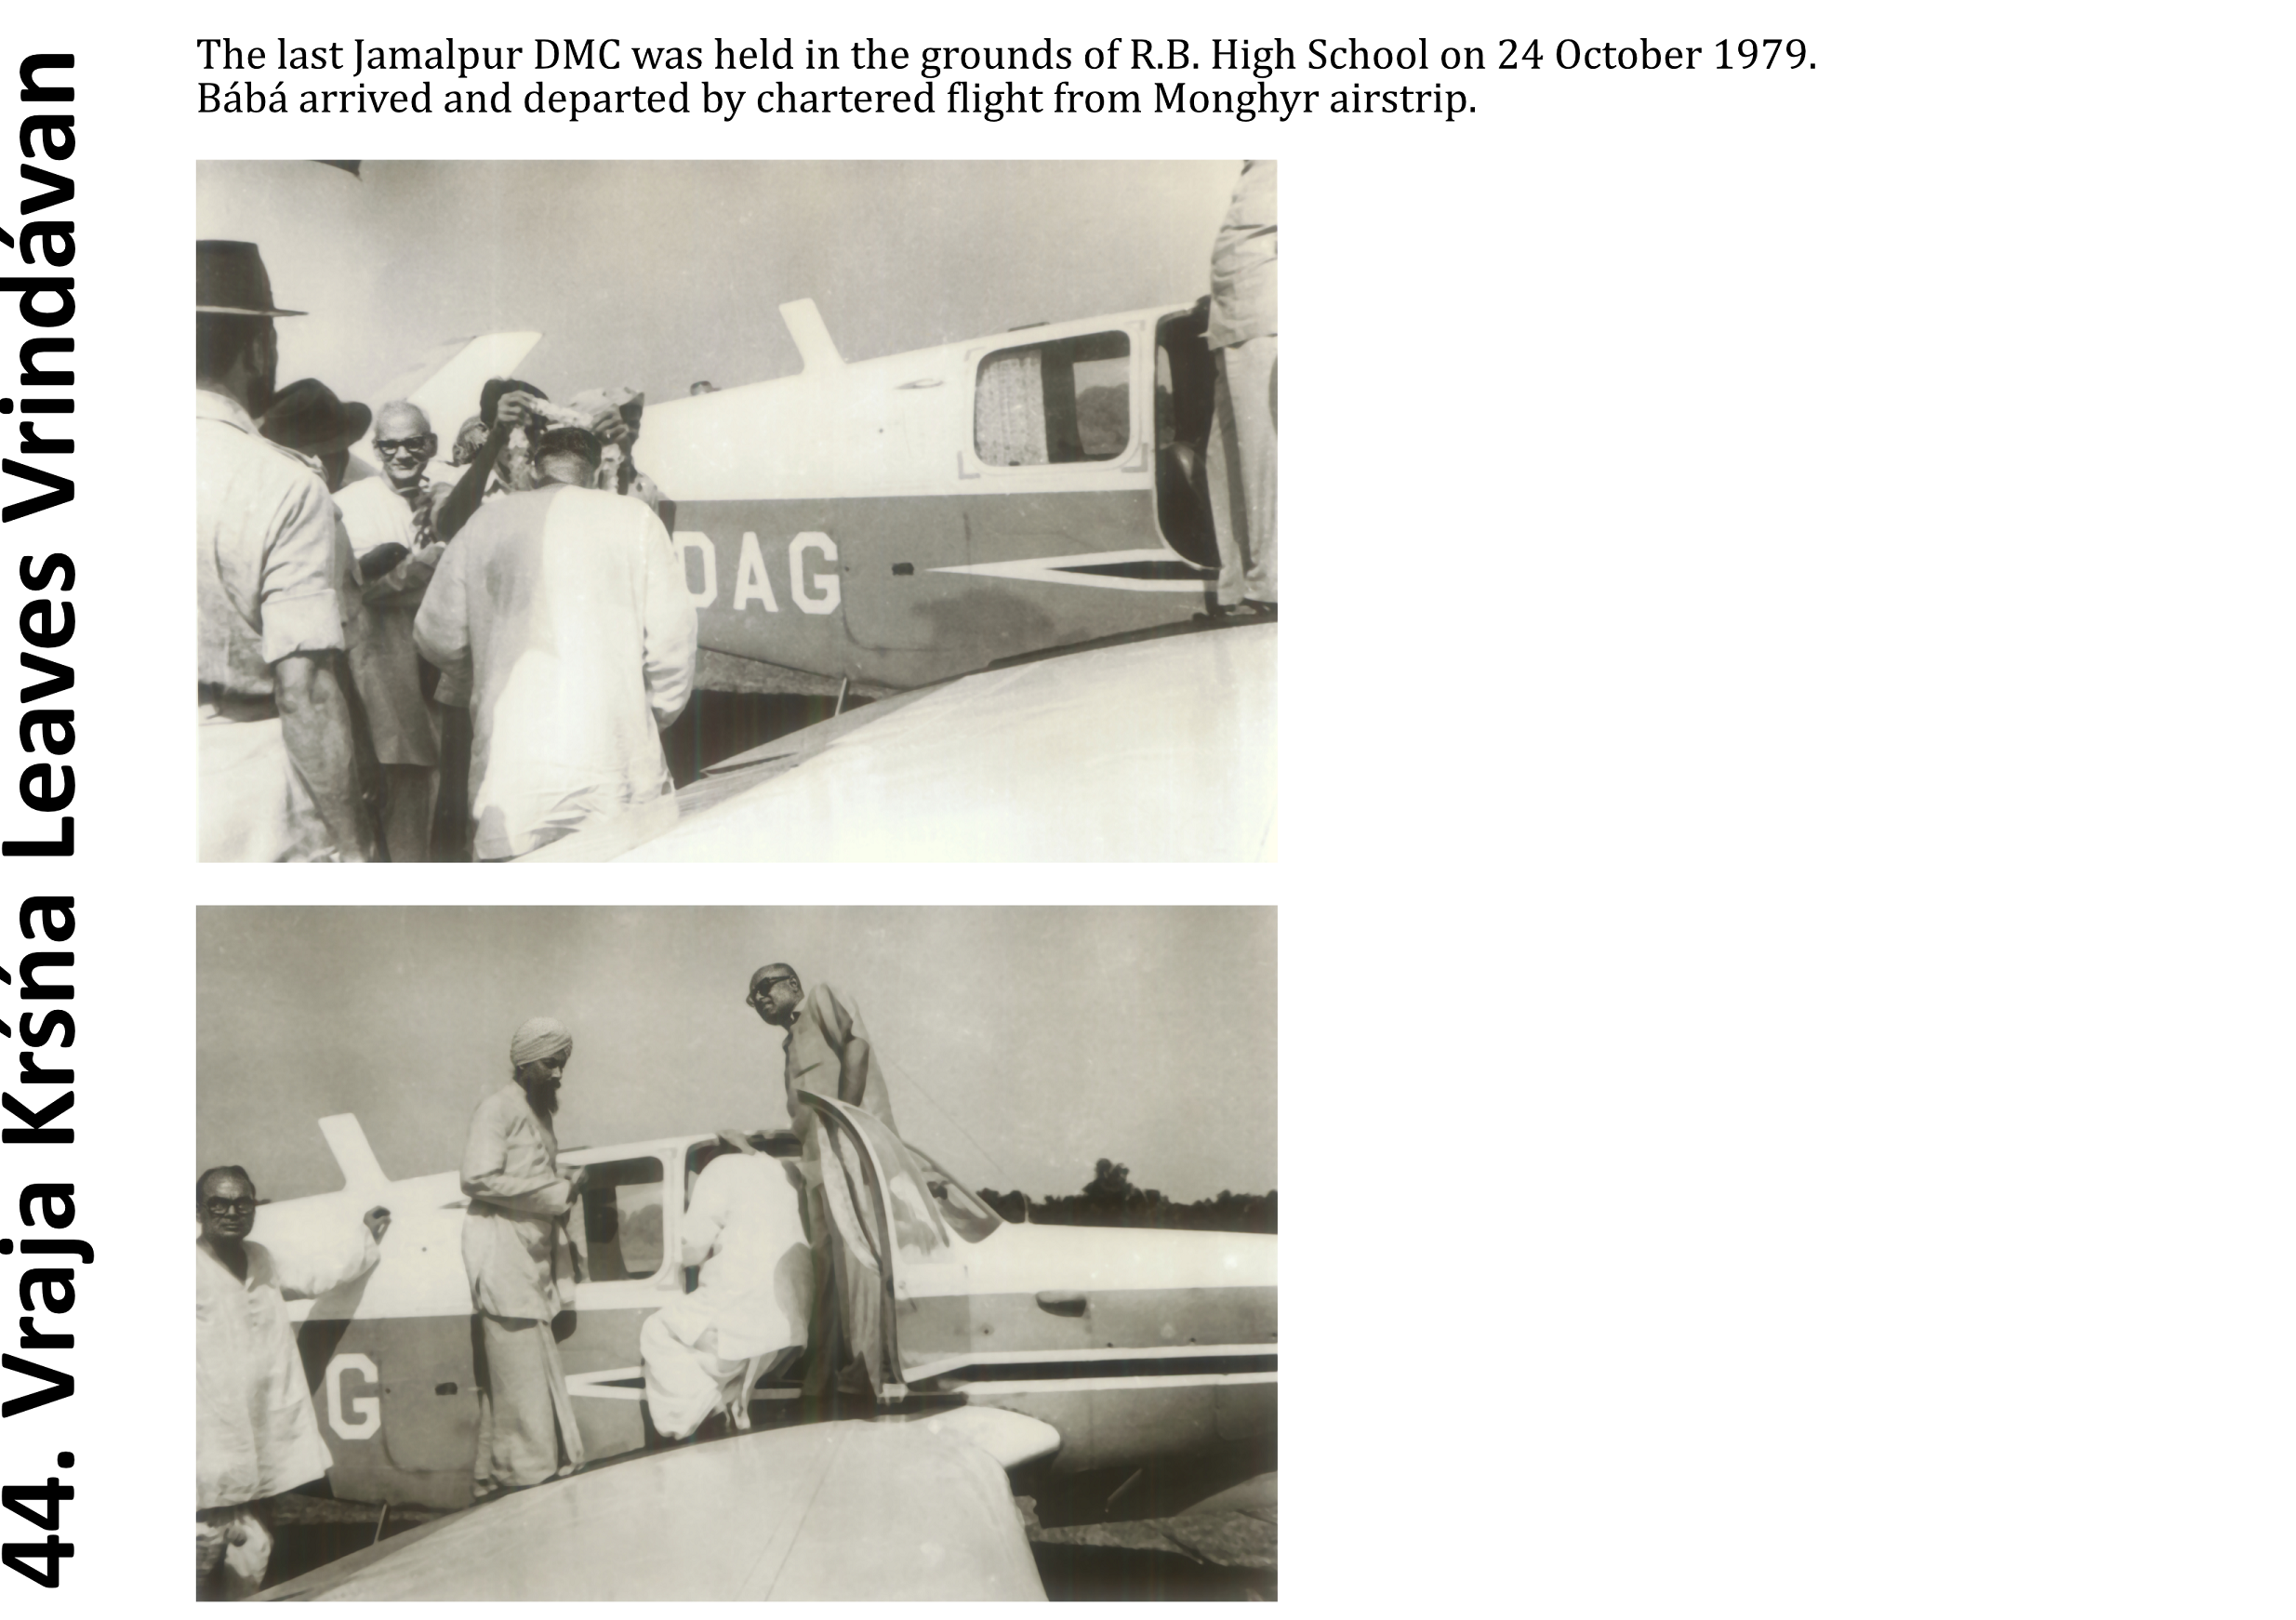 44. Vraja Krśńa Leaves Vrindávan
The last Jamalpur DMC was held in the grounds of R.B. High School on 24 October 1979.
Bábá arrived and departed by chartered flight from Monghyr airstrip.
DAG
G